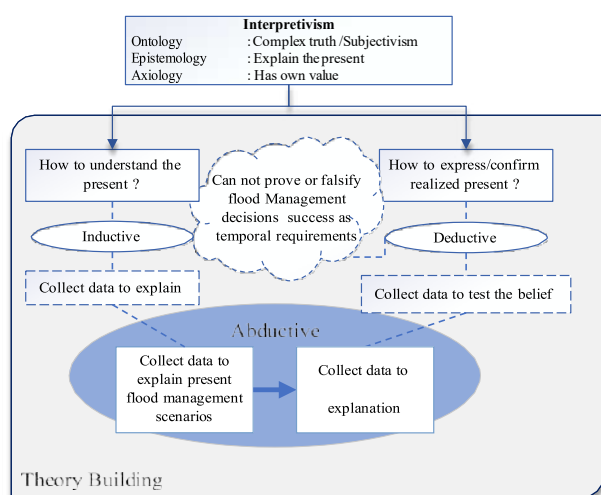 Interpretivism
Ontology : Complex truth /Subjectivism
Epistemology : Explain the present
Axiology : Has own value
How to understand the
present ?
Can not prove or falsify
flood Management
decisions success as
temporal requirements
How to express/confirm
realized present ?
Inductive
Deductive
Collect data to explain
Collect data to test the belief
Abductive
Collect data to
explain present
flood management
scenarios
Collect data to
explanation
Theory Building